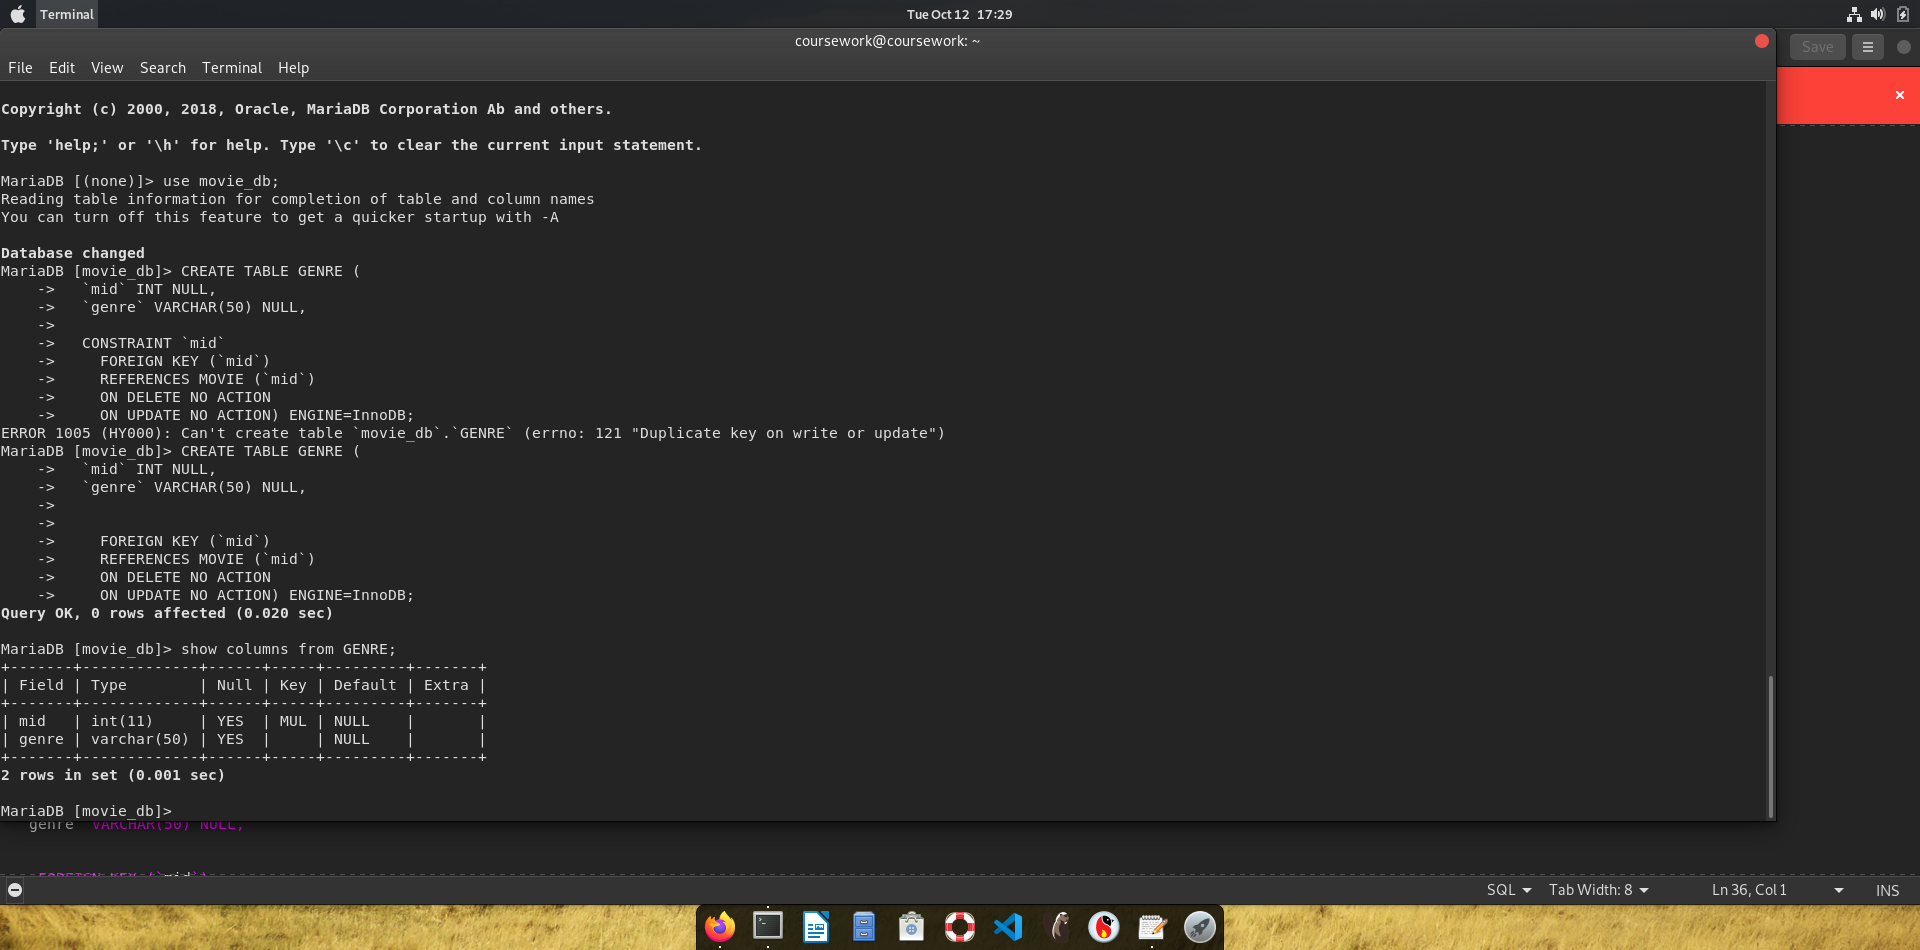 Terminal
Tue Oct 12 17:29
coursework@coursework: ~
Save
File Edit View Search Terminal Help
Copyright (c) 2000, 2018, Oracle, MariaDB Corporation Ab and others.
Type 'help;' or '\h' for help. Type '\c' to clear the current input statement.
MariaDB [(none)]> use movie_db;
Reading table information for completion of table and column names
You can turn off this feature to get a quicker startup with -A
Database changed
MariaDB [movie_db]> CREATE TABLE GENRE (
    ->   `mid` INT NULL,
    ->   `genre` VARCHAR(50) NULL,
    ->
    ->   CONSTRAINT `mid`
    ->     FOREIGN KEY (`mid`)
    ->     REFERENCES MOVIE (`mid`)
    ->     ON DELETE NO ACTION
    ->     ON UPDATE NO ACTION) ENGINE=InnoDB;
ERROR 1005 (HY000): Can't create table `movie_db`.`GENRE` (errno: 121 "Duplicate key on write or update")
MariaDB [movie_db]> CREATE TABLE GENRE (
    ->   `mid` INT NULL,
    ->   `genre` VARCHAR(50) NULL,
    ->
    ->
    ->     FOREIGN KEY (`mid`)
    ->     REFERENCES MOVIE (`mid`)
    ->     ON DELETE NO ACTION
    ->     ON UPDATE NO ACTION) ENGINE=InnoDB;
Query OK, 0 rows affected (0.020 sec)
MariaDB [movie_db]> show columns from GENRE;
+-------+-------------+------+-----+---------+-------+
| Field | Type        | Null | Key | Default | Extra |
+-------+-------------+------+-----+---------+-------+
| mid   | int(11)     | YES  | MUL | NULL    |       |
| genre | varchar(50) | YES  |     | NULL    |       |
+-------+-------------+------+-----+---------+-------+
2 rows in set (0.001 sec)
MariaDB [movie_db]>
genre  VARCHAR(50) NULL,
FOREIGN KEY (`mid`)
SQL Tab Width: 8 Ln 36, Col 1 INS